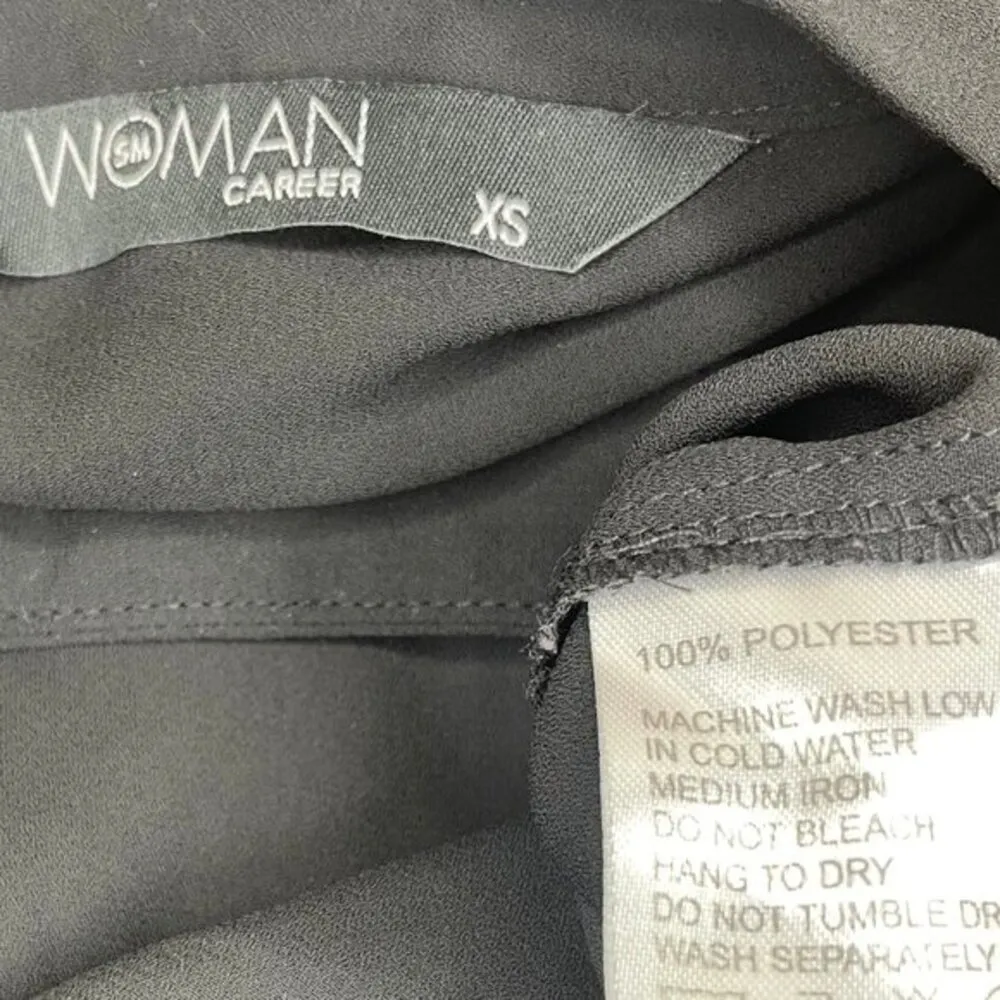 WOMAN
SM
CAREER
XS
100% POLYESTER
MACHINE WASH LOW
IN COLD WATER
MEDIUM IRON
DO NOT BLEACH
HANG TO DRY
DO NOT TUMBLE DR
WASH SEPARATELY